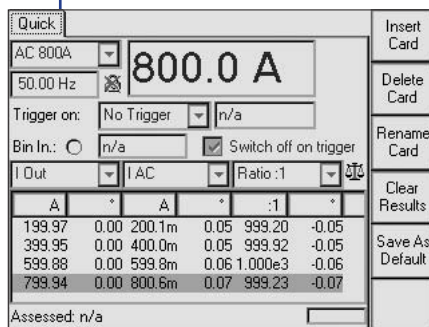 Quick
AC 800A
800.0 A
50.00 Hz
Trigger on: No Trigger n/a
Bin In.: n/a Switch off on trigger
I Out I AC Ratio :1
A ° A ° :1 °
199.97 0.00 200.1m 0.05 999.20 -0.05
399.95 0.00 400.0m 0.05 999.92 -0.05
599.88 0.00 599.8m 0.06 1.000e3 -0.06
799.94 0.00 800.6m 0.07 999.23 -0.07
Assessed: n/a
Insert
Card
Delete
Card
Rename
Card
Clear
Results
Save As
Default